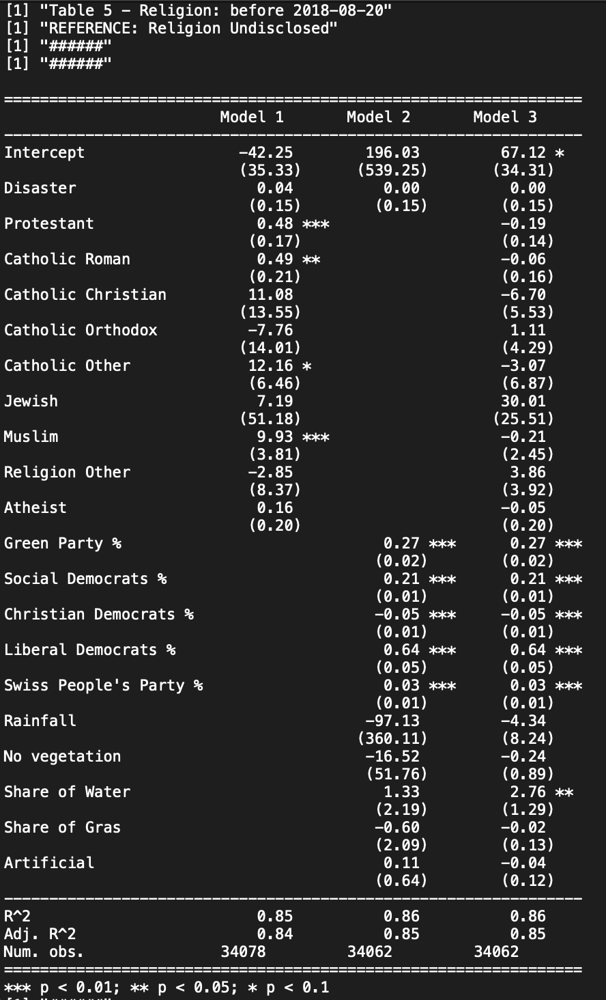 [1] "Table 5 – Religion: before 2018-08-20"
[1] "REFERENCE: Religion Undisclosed"
[1] "######"
[1] "######"
================================================================
                        Model 1       Model 2       Model 3
----------------------------------------------------------------
Intercept                 -42.25        196.03         67.12 *
                          (35.33)      (539.25)       (34.31)
Disaster                    0.04          0.00          0.00
                           (0.15)        (0.15)        (0.15)
Protestant                  0.48 ***                   -0.19
                           (0.17)                      (0.14)
Catholic Roman              0.49 **                    -0.06
                           (0.21)                      (0.16)
Catholic Christian         11.08                       -6.70
                          (13.55)                      (5.53)
Catholic Orthodox          -7.76                        1.11
                          (14.01)                      (4.29)
Catholic Other             12.16 *                     -3.07
                           (6.46)                      (6.87)
Jewish                      7.19                       30.01
                          (51.18)                     (25.51)
Muslim                      9.93 ***                   -0.21
                           (3.81)                      (2.45)
Religion Other             -2.85                        3.86
                           (8.37)                      (3.92)
Atheist                     0.16                       -0.05
                           (0.20)                      (0.20)
Green Party %                             0.27 ***      0.27 ***
                                         (0.02)        (0.02)
Social Democrats %                        0.21 ***      0.21 ***
                                         (0.01)        (0.01)
Christian Democrats %                    -0.05 ***     -0.05 ***
                                         (0.01)        (0.01)
Liberal Democrats %                       0.64 ***      0.64 ***
                                         (0.05)        (0.05)
Swiss People's Party %                    0.03 ***      0.03 ***
                                         (0.01)        (0.01)
Rainfall                                -97.13         -4.34
                                       (360.11)        (8.24)
No vegetation                           -16.52         -0.24
                                        (51.76)        (0.89)
Share of Water                            1.33          2.76 **
                                         (2.19)        (1.29)
Share of Gras                            -0.60         -0.02
                                         (2.09)        (0.13)
Artificial                                0.11         -0.04
                                         (0.64)        (0.12)
----------------------------------------------------------------
R^2                         0.85          0.86          0.86
Adj. R^2                    0.84          0.85          0.85
Num. obs.               34078         34062         34062
================================================================
*** p < 0.01; ** p < 0.05; * p < 0.1